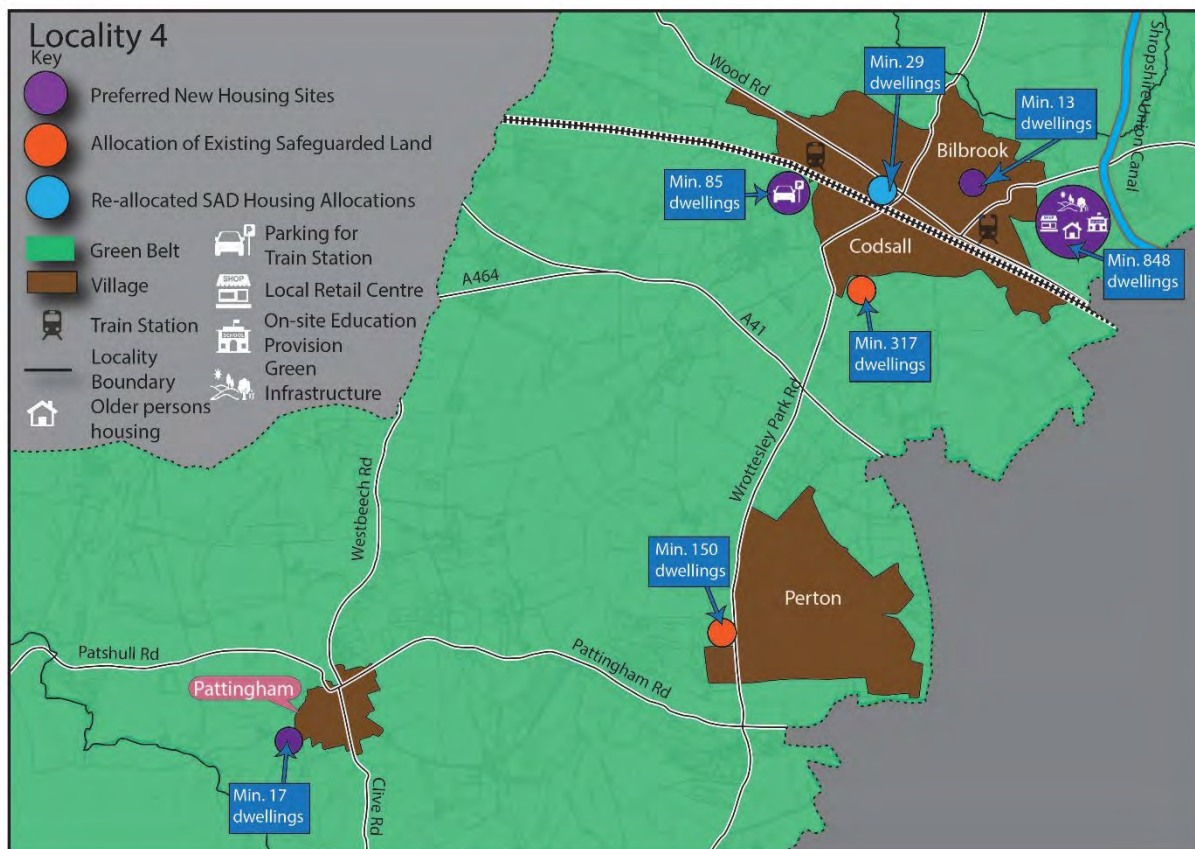 Locality 4
Key
Preferred New Housing Sites
Allocation of Existing Safeguarded Land
Re-allocated SAD Housing Allocations
Green Belt
Village
Train Station
Locality
Boundary
Older persons
housing
P
Parking for
Train Station
SHOP
Local Retail Centre
SCHOOL
On-site Education
Provision
Green
Infrastructure
Wood Rd
Min. 29
dwellings
Min. 13
dwellings
Shropshire Union Canal
Bilbrook
Min. 85
dwellings
P
SHOP
SCHOOL
Codsall
Min. 848
dwellings
A464
A41
Min. 317
dwellings
Wrottesley Park Rd
Westbeech Rd
Min. 150
dwellings
Perton
Patshull Rd
Pattingham Rd
Pattingham
Min. 17
dwellings
Clive Rd